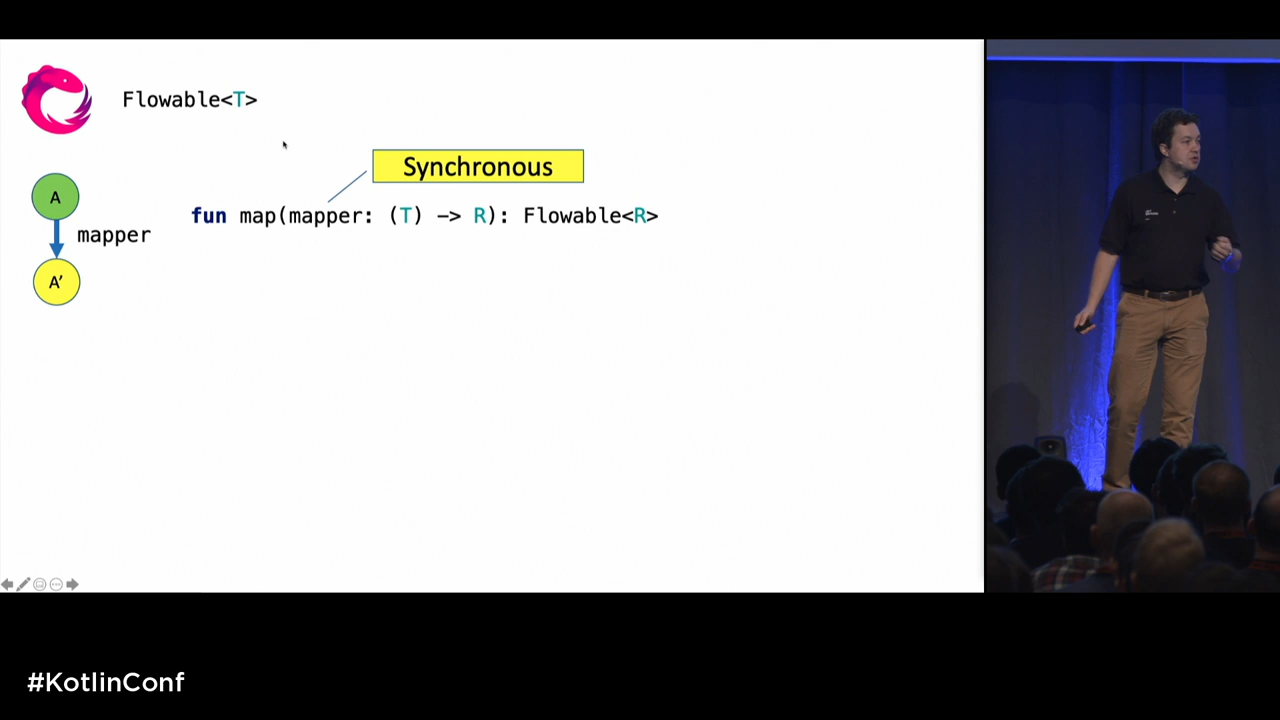 Flowable<T>
Synchronous
A
fun map(mapper: (T) -> R): Flowable<R>
mapper
A’
#KotlinConf